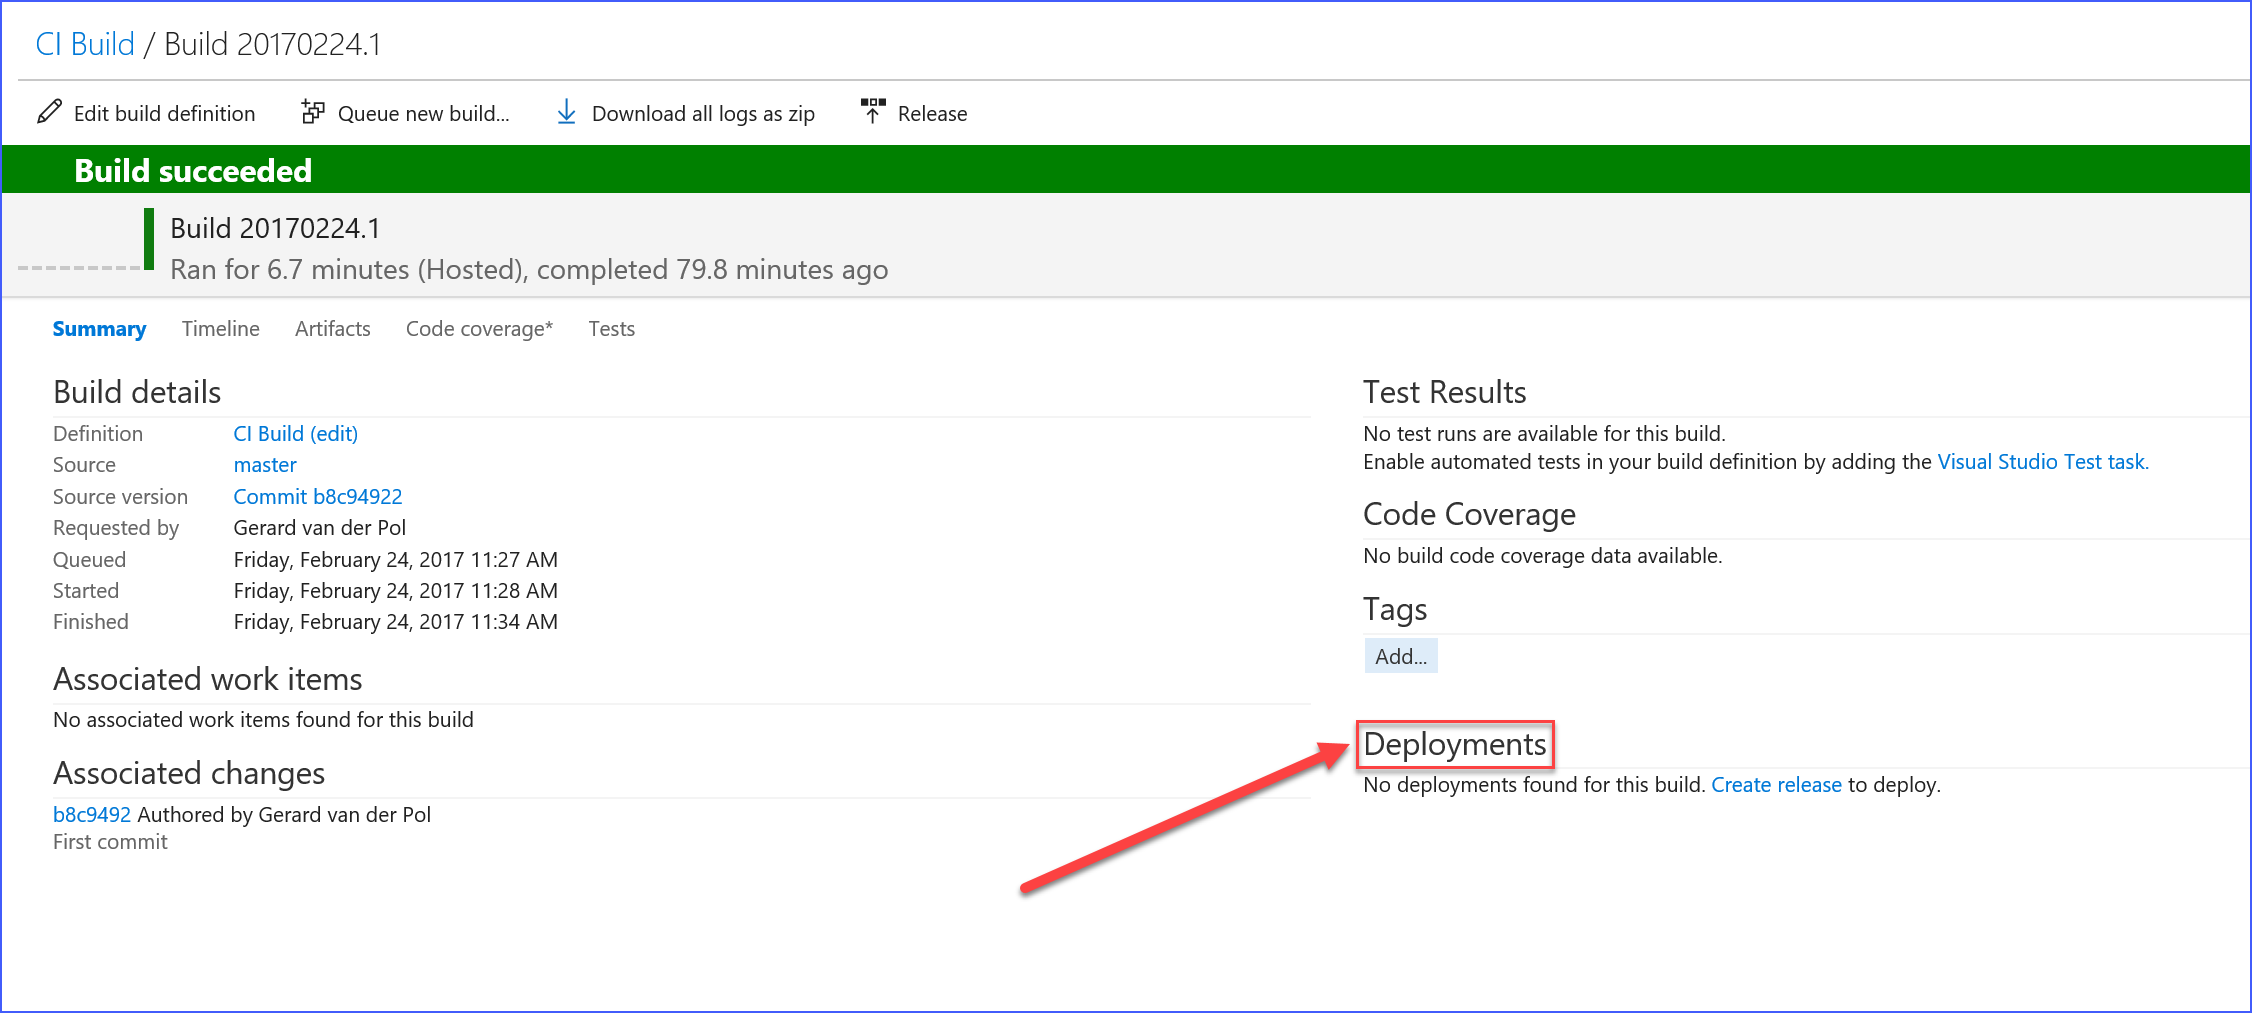 CI Build / Build 20170224.1
Edit build definition Queue new build... Download all logs as zip Release
Build succeeded
Build 20170224.1
Ran for 6.7 minutes (Hosted), completed 79.8 minutes ago
Summary Timeline Artifacts Code coverage* Tests
Build details
Definition CI Build (edit)
Source master
Source version Commit b8c94922
Requested by Gerard van der Pol
Queued Friday, February 24, 2017 11:27 AM
Started Friday, February 24, 2017 11:28 AM
Finished Friday, February 24, 2017 11:34 AM
Associated work items
No associated work items found for this build
Associated changes
b8c9492 Authored by Gerard van der Pol
First commit
Test Results
No test runs are available for this build.
Enable automated tests in your build definition by adding the Visual Studio Test task.
Code Coverage
No build code coverage data available.
Tags
Add...
Deployments
No deployments found for this build. Create release to deploy.